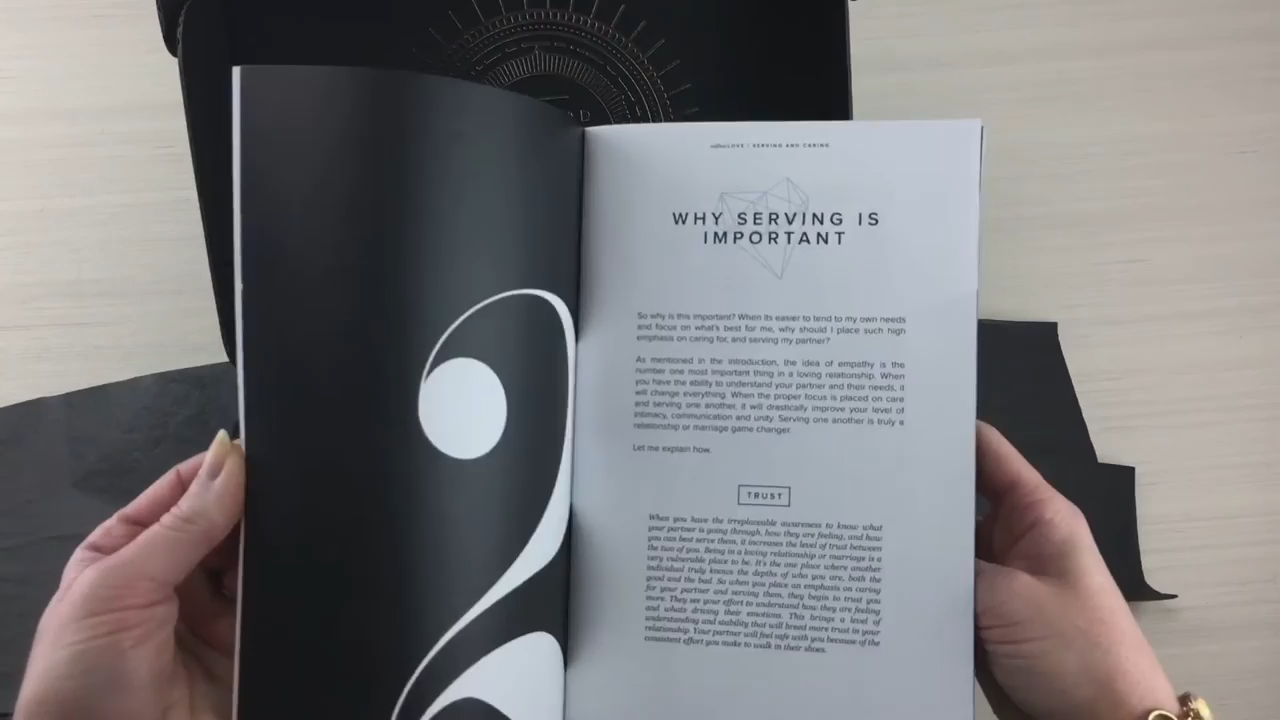 LOVE | SERVING AND CARING
WHY SERVING IS
IMPORTANT
So why is this important? When its easier to tend to my own needs
and focus on what's best for me, why should I place such high
emphasis on caring for, and serving my partner?
As mentioned in the introduction, the idea of empathy is the
number one most important thing in a loving relationship. When
you have the ability to understand your partner and their needs, it
will change everything. When the proper focus is placed on care
and serving one another, it will drastically improve your level of
intimacy, communication and unity. Serving one another is truly a
relationship or marriage game changer.
Let me explain how.
TRUST
When you have the irreplaceable awareness to know what
your partner is going through, how they are feeling, and how
you can best serve them, it increases the level of trust between
the two of you. Being in a loving relationship or marriage is a
very vulnerable place to be. It's the one place where another
individual truly knows the depths of who you are, both the
good and the bad. So when you place an emphasis on caring
for your partner and serving them, they begin to trust you
more. They see your effort to understand how they are feeling
and whats driving their emotions. This brings a level of
understanding and stability that will breed more trust in your
relationship. Your partner will feel safe with you because of the
consistent effort you make to walk in their shoes.
2